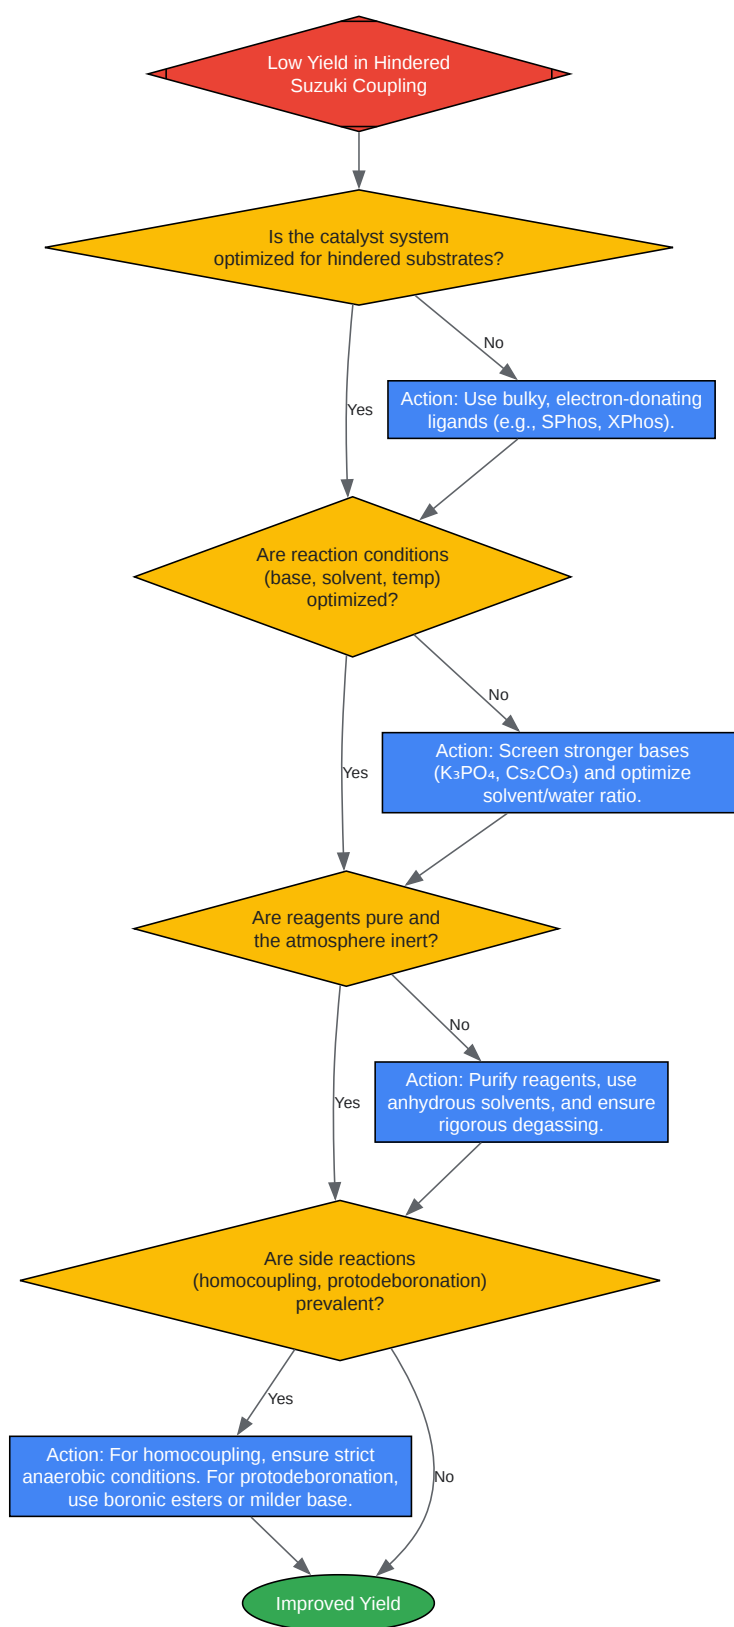 Low Yield in Hindered
Suzuki Coupling
Is the catalyst system
optimized for hindered substrates?
No
Action: Use bulky, electron-donating
ligands (e.g., SPhos, XPhos).
Yes
Are reaction conditions
(base, solvent, temp)
optimized?
No
Action: Screen stronger bases
(K₃PO₄, Cs₂CO₃) and optimize
solvent/water ratio.
Yes
Are reagents pure and
the atmosphere inert?
No
Action: Purify reagents, use
anhydrous solvents, and ensure
rigorous degassing.
Yes
Are side reactions
(homocoupling, protodeboronation)
prevalent?
Yes
Action: For homocoupling, ensure strict
anaerobic conditions. For protodeboronation,
use boronic esters or milder base.
No
Improved Yield